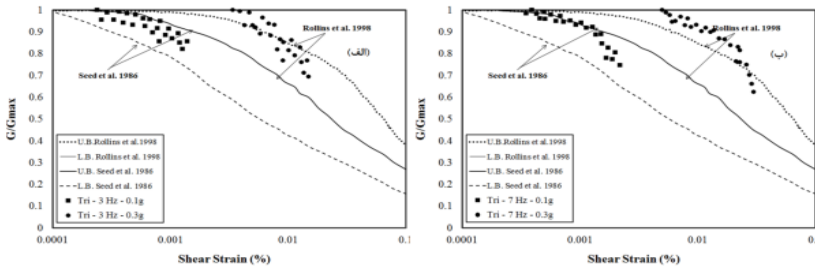 G/Gmax
1
0.9
0.8
0.7
0.6
0.5
0.4
0.3
0.2
0.1
0
Rollins et al. 1998
(الف)
Seed et al. 1986
U.B.Rollins et al.1998
L.B. Rollins et al. 1998
U.B. Seed et al. 1986
L.B. Seed et al. 1986
Tri - 3 Hz - 0.1g
Tri - 3 Hz - 0.3g
0.0001 0.001 0.01 0.1
Shear Strain (%)
G/Gmax
1
0.9
0.8
0.7
0.6
0.5
0.4
0.3
0.2
0.1
0
Rollins et al. 1998
(ب)
Seed et al. 1986
U.B.Rollins et al.1998
L.B. Rollins et al. 1998
U.B. Seed et al. 1986
L.B. Seed et al. 1986
Tri - 7 Hz - 0.1g
Tri - 7 Hz - 0.3g
0.0001 0.001 0.01 0.1
Shear Strain (%)